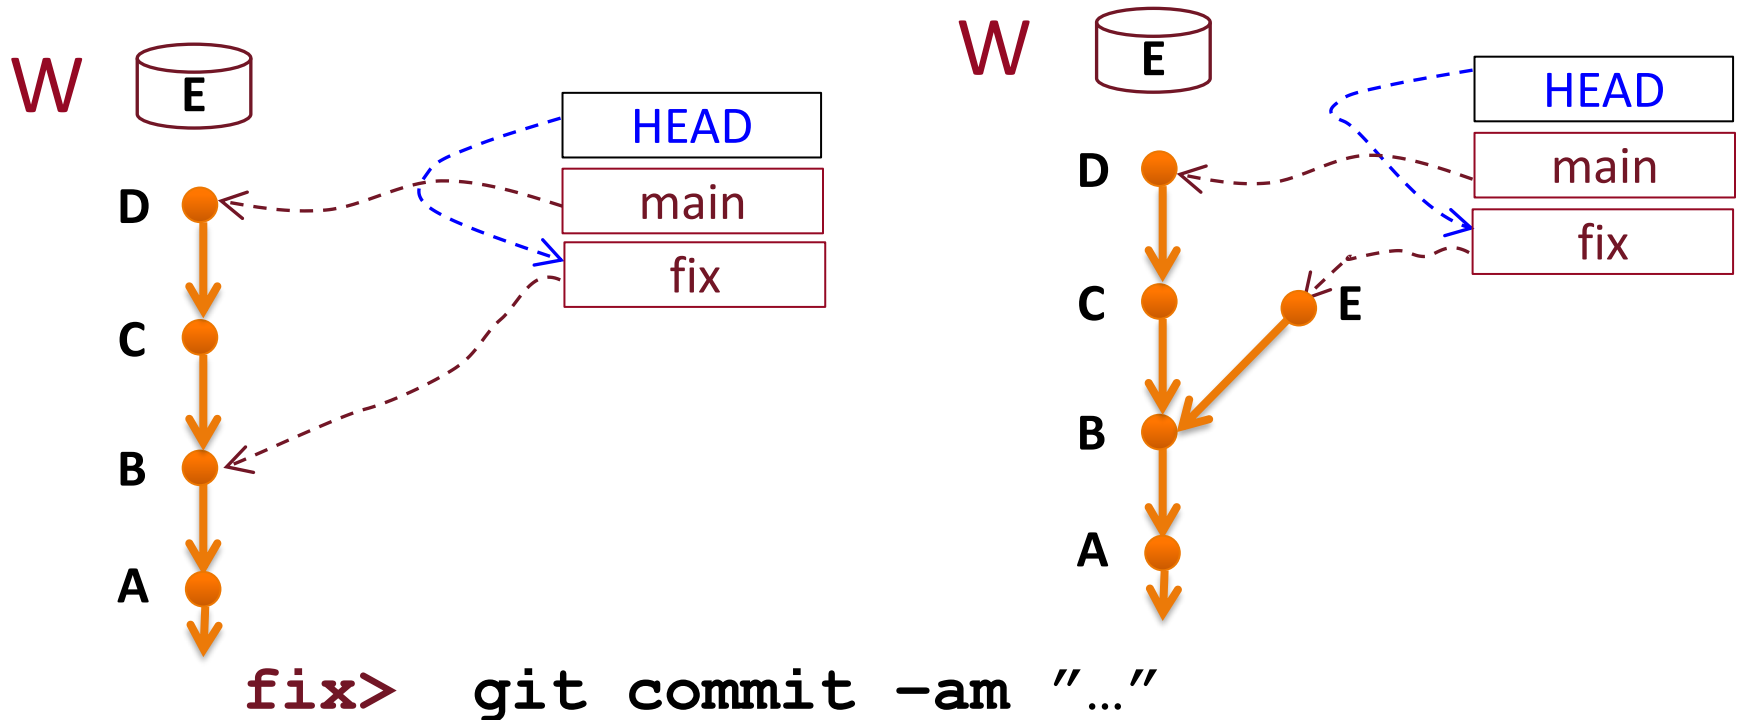 W
E
HEAD
main
fix
D
C
B
A
W
E
HEAD
main
fix
D
C
E
B
A
fix> git commit –am ”…”